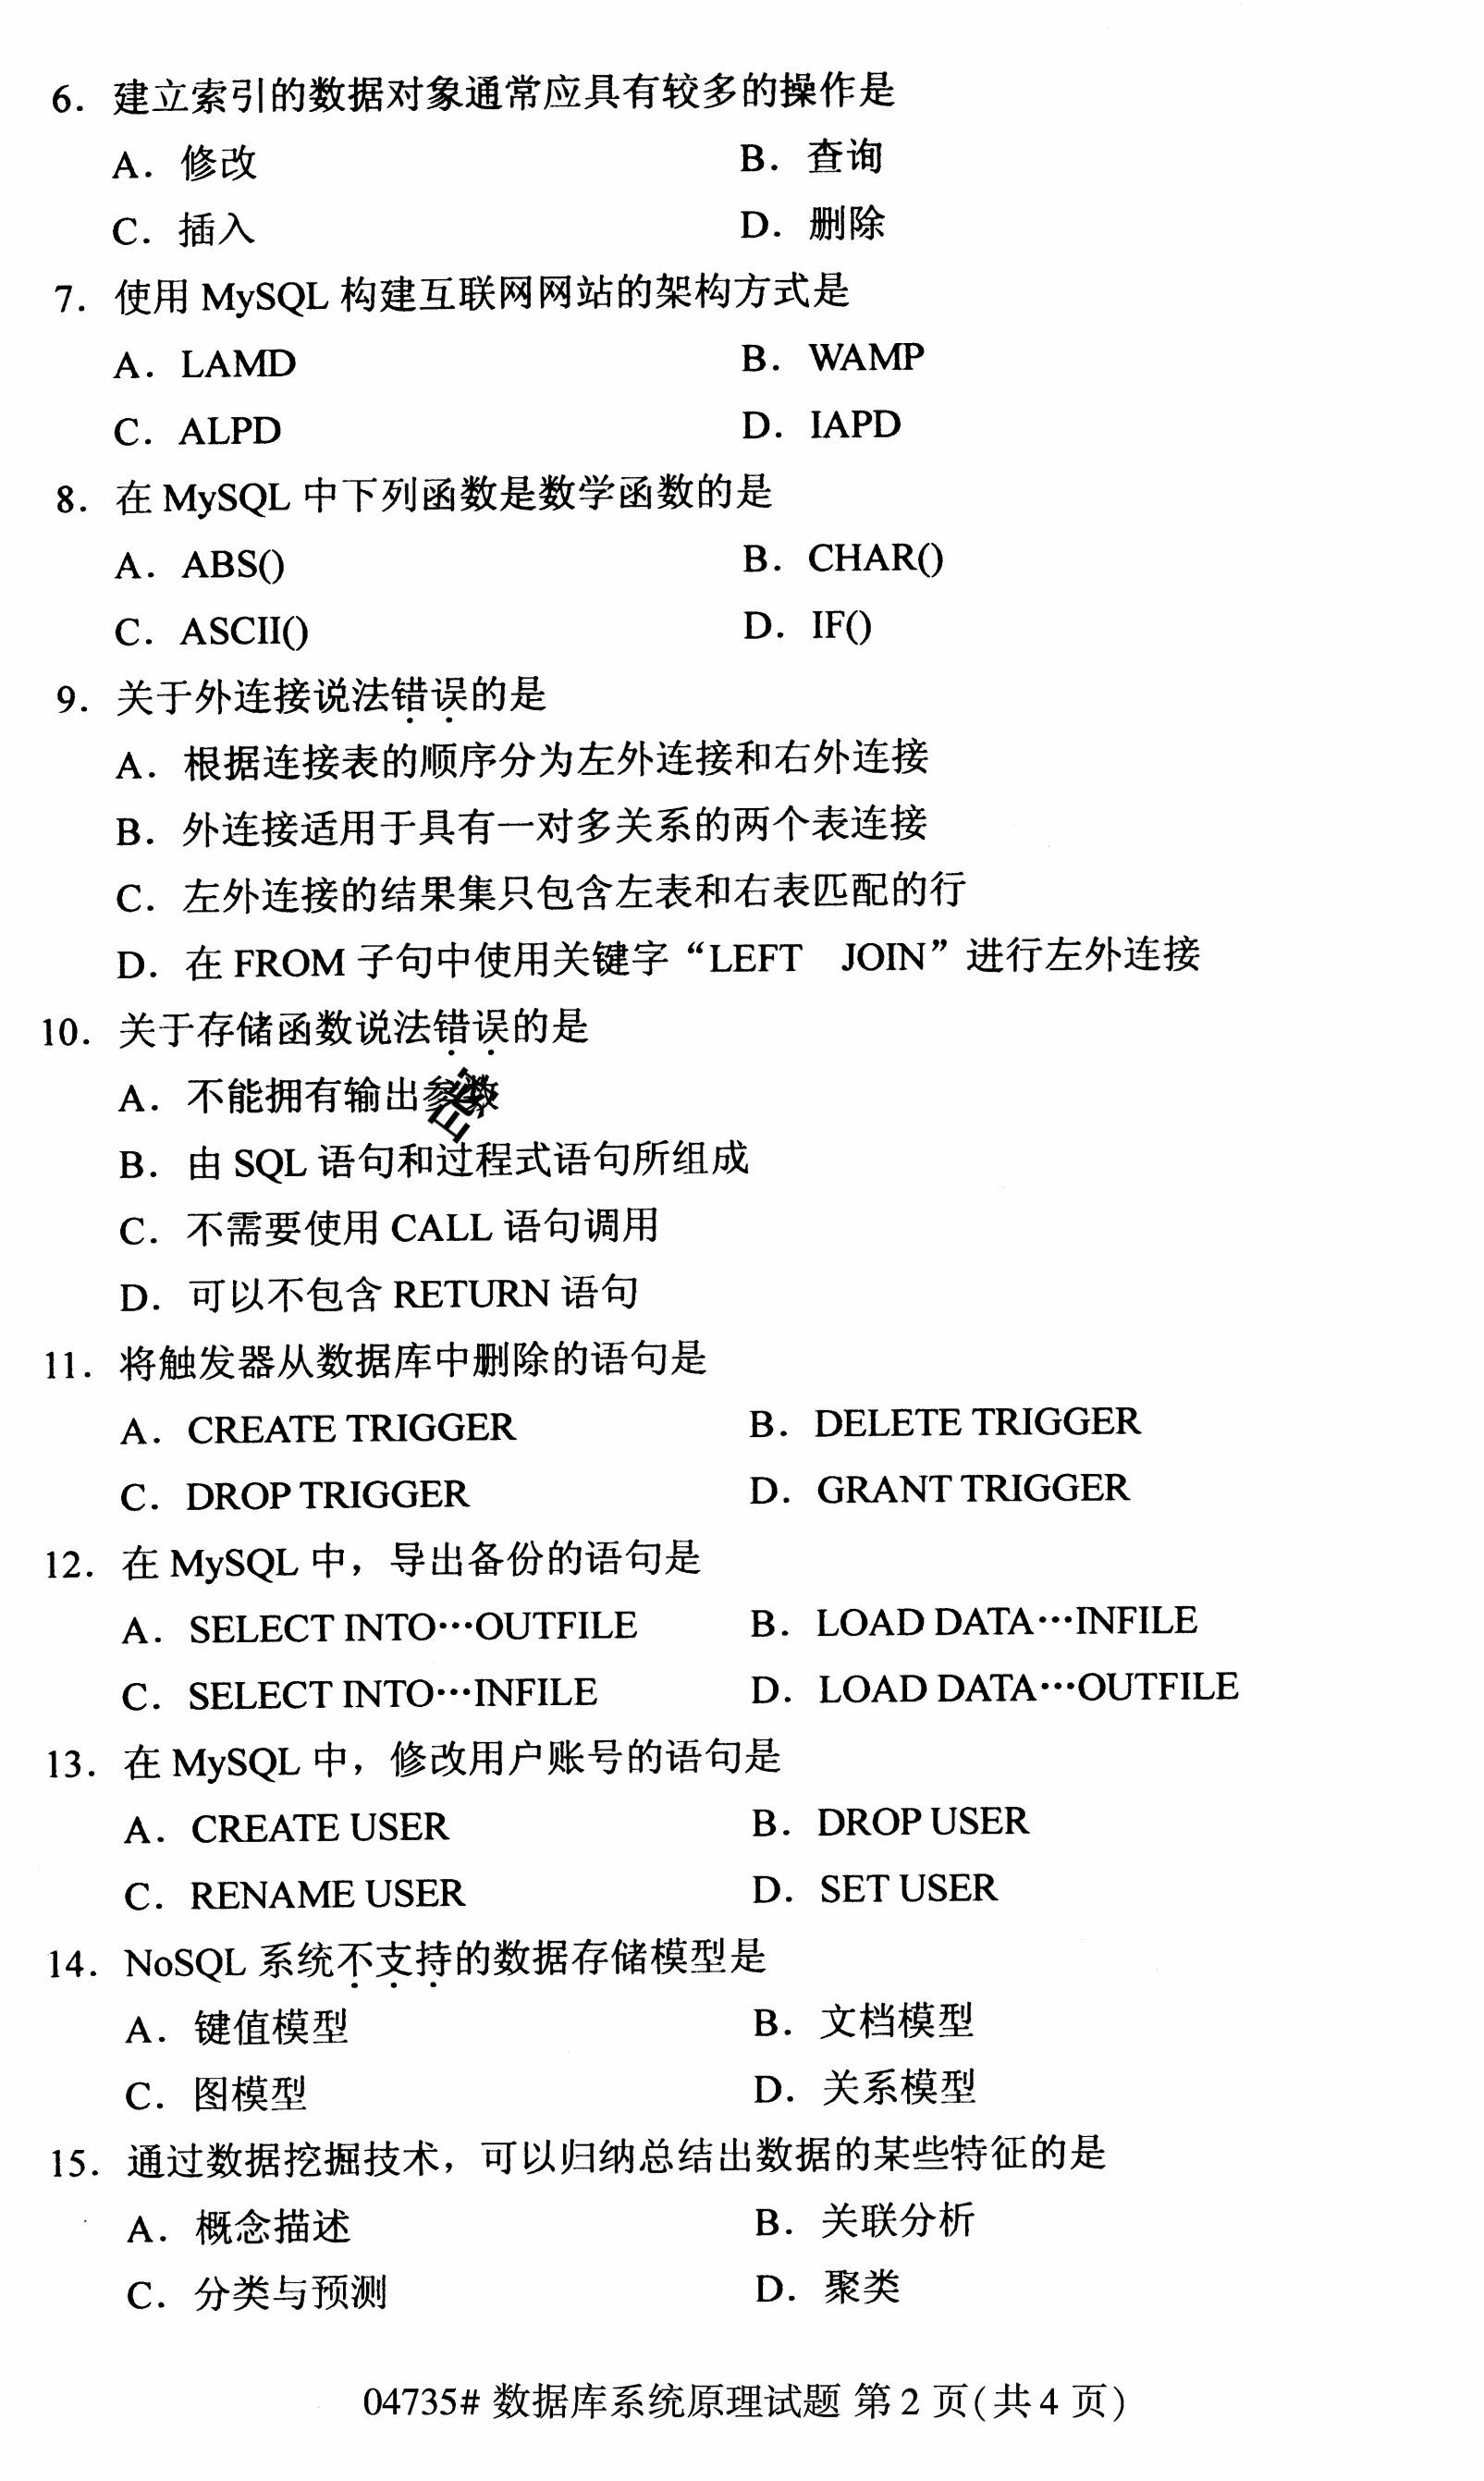 6. 建立索引的数据对象通常应具有较多的操作是
A. 修改 B. 查询
C. 插入 D. 删除
7. 使用 MySQL 构建互联网网站的架构方式是
A. LAMD B. WAMP
C. ALPD D. IAPD
8. 在 MySQL 中下列函数是数学函数的是
A. ABS() B. CHAR()
C. ASCII() D. IF()
9. 关于外连接说法错误的是
A. 根据连接表的顺序分为左外连接和右外连接
B. 外连接适用于具有一对多关系的两个表连接
C. 左外连接的结果集只包含左表和右表匹配的行
D. 在 FROM 子句中使用关键字“LEFT JOIN”进行左外连接
10. 关于存储函数说法错误的是
A. 不能拥有输出参数
B. 由 SQL 语句和过程式语句所组成
C. 不需要使用 CALL 语句调用
D. 可以不包含 RETURN 语句
11. 将触发器从数据库中删除的语句是
A. CREATE TRIGGER B. DELETE TRIGGER
C. DROP TRIGGER D. GRANT TRIGGER
12. 在 MySQL 中，导出备份的语句是
A. SELECT INTO…OUTFILE B. LOAD DATA…INFILE
C. SELECT INTO…INFILE D. LOAD DATA…OUTFILE
13. 在 MySQL 中，修改用户账号的语句是
A. CREATE USER B. DROP USER
C. RENAME USER D. SET USER
14. NoSQL 系统不支持的数据存储模型是
A. 键值模型 B. 文档模型
C. 图模型 D. 关系模型
15. 通过数据挖掘技术，可以归纳总结出数据的某些特征的是
A. 概念描述 B. 关联分析
C. 分类与预测 D. 聚类
04735# 数据库系统原理试题 第 2 页(共 4 页)